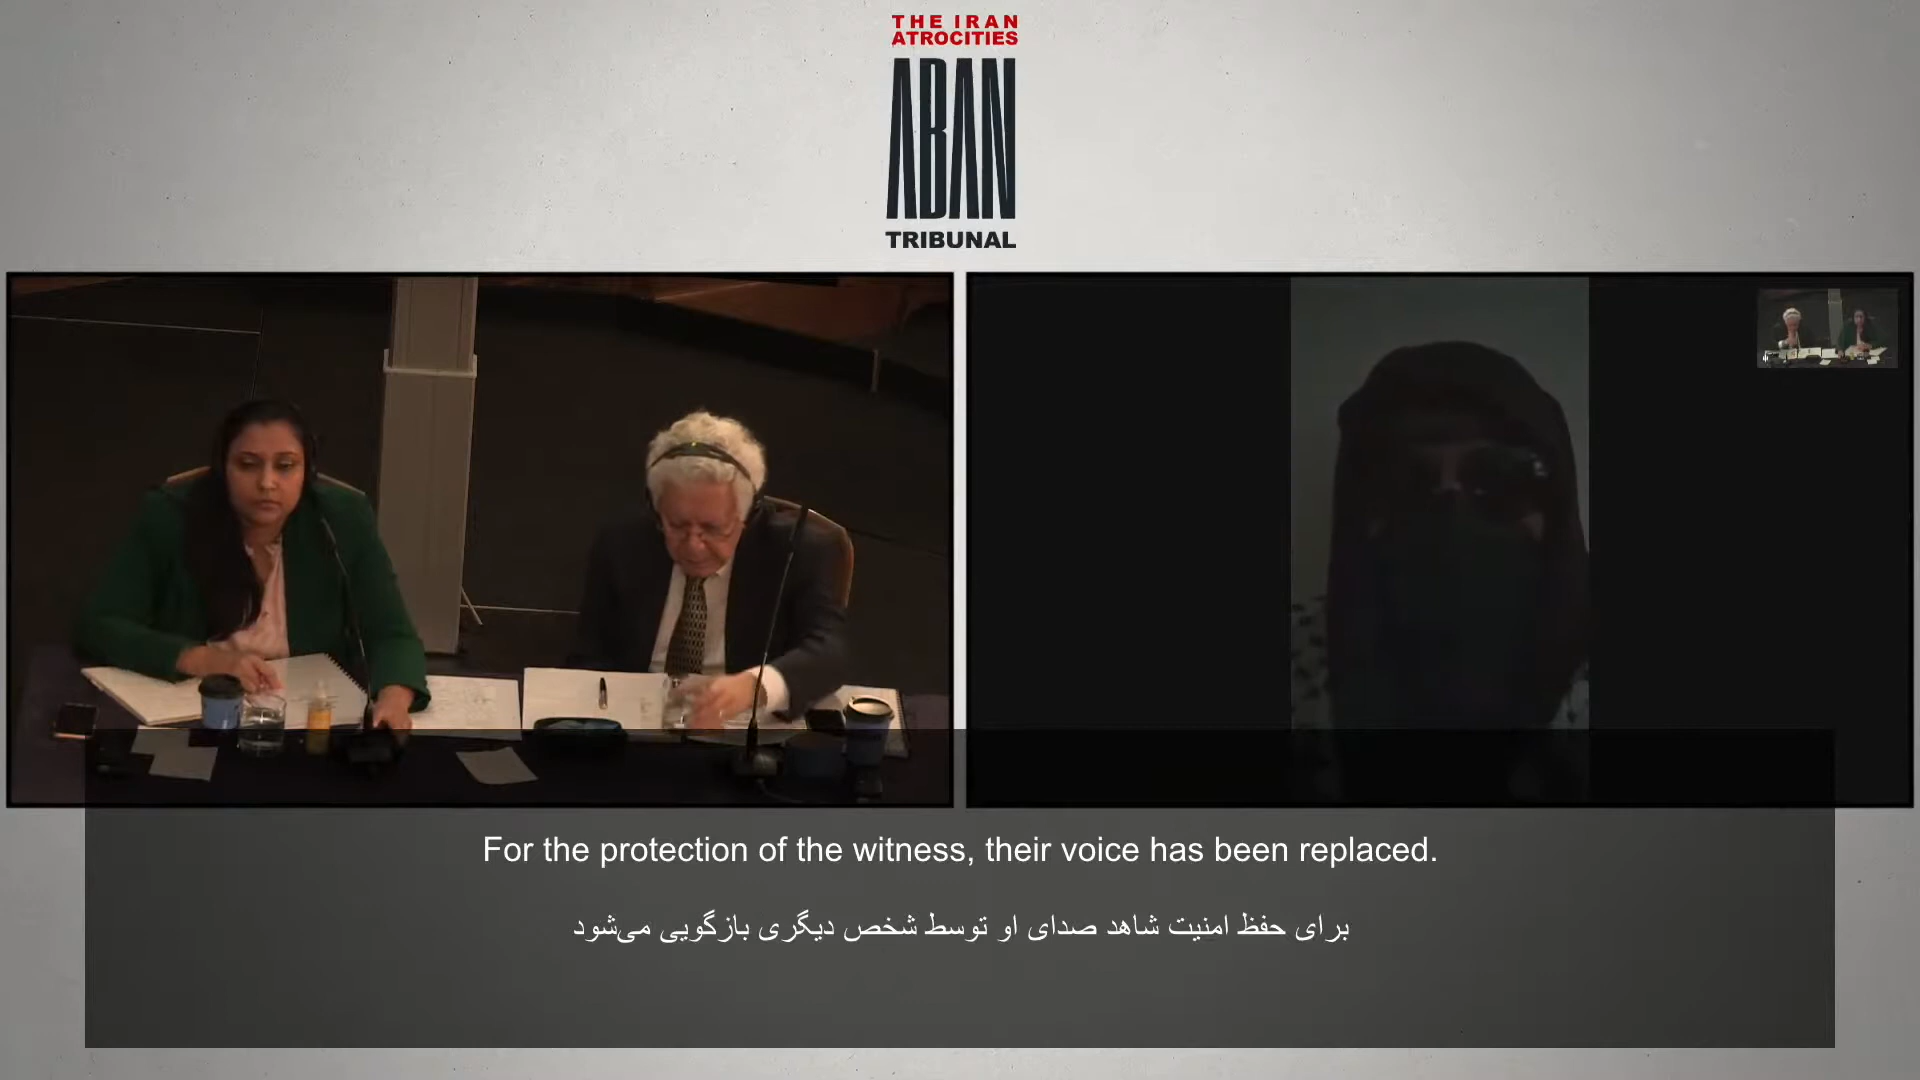 THE IRAN
ATROCITIES
ABAN
TRIBUNAL
For the protection of the witness, their voice has been replaced.
برای حفظ امنیت شاهد صدای او توسط شخص دیگری بازگویی می‌شود